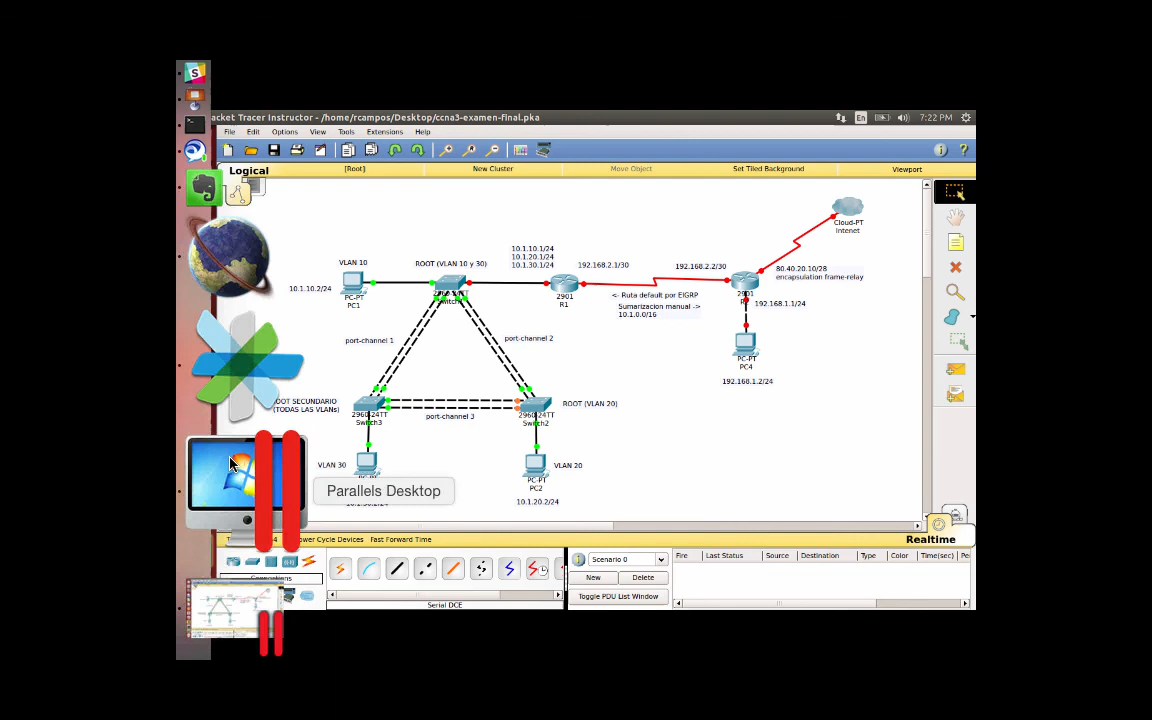 acket Tracer Instructor - /home/rcampos/Desktop/ccna3-examen-final.pka
En
7:22 PM
File Edit Options View Tools Extensions Help
Logical
[Root]
New Cluster
Move Object
Set Tiled Background
Viewport
Cloud-PT
Intenet
10.1.10.1/24
10.1.20.1/24
10.1.30.1/24
VLAN 10
ROOT (VLAN 10 y 30)
192.168.2.1/30
192.168.2.2/30
80.40.20.10/28
encapsulation frame-relay
10.1.10.2/24
PC-PT
PC1
2901
R1
<- Ruta default por EIGRP
Sumarizacion manual ->
10.1.0.0/16
2901
192.168.1.1/24
port-channel 1
port-channel 2
PC-PT
PC4
192.168.1.2/24
OOT SECUNDARIO
(TODAS LAS VLANs)
2960-24TT
Switch3
port-channel 3
2960-24TT
Switch2
ROOT (VLAN 20)
VLAN 30
PC-PT
PC2
VLAN 20
10.1.20.2/24
Parallels Desktop
Realtime
Power Cycle Devices Fast Forward Time
Connections
Serial DCE
Scenario 0
New
Delete
Toggle PDU List Window
Fire Last Status Source Destination Type Color Time(sec) Pe